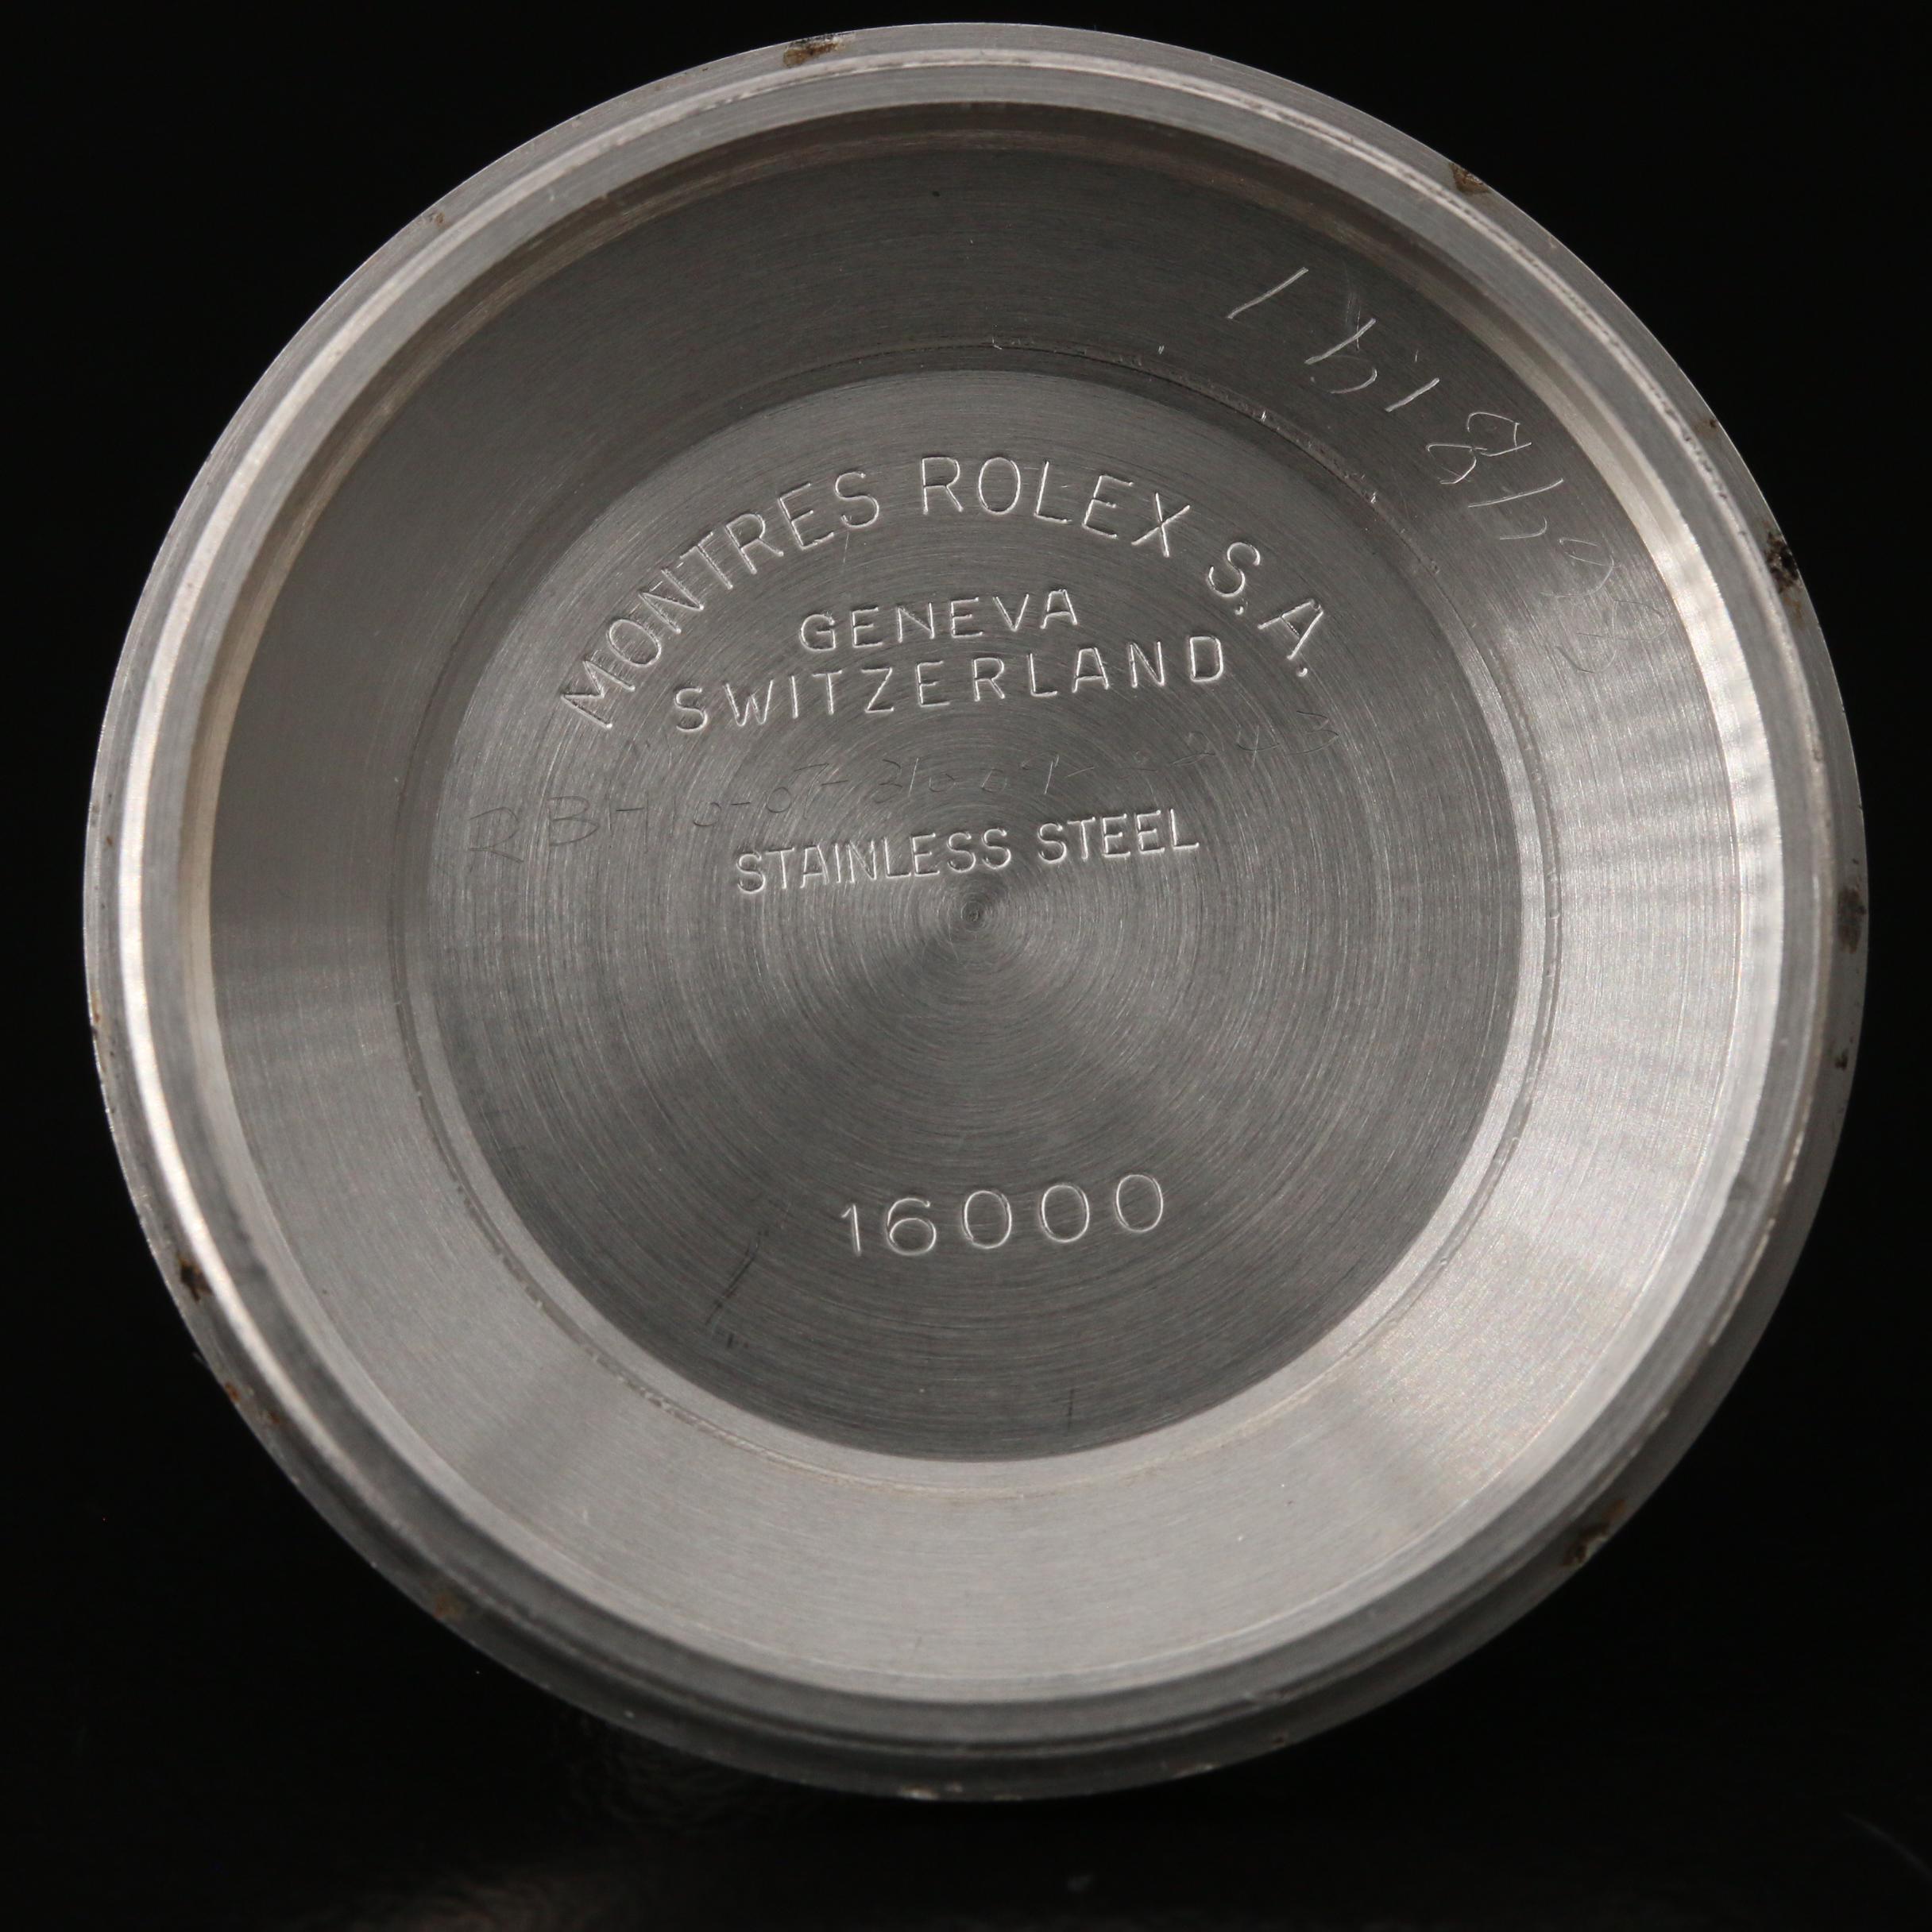 MONTRES ROLEX S.A.
GENEVA
SWITZERLAND
STAINLESS STEEL
16000